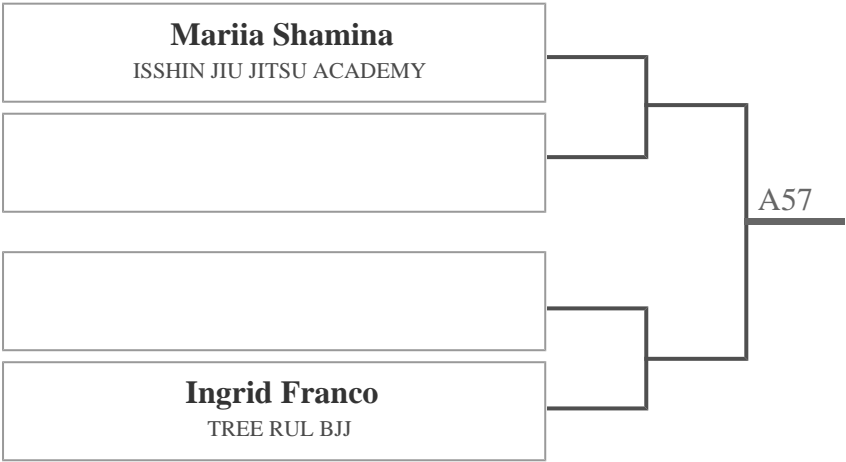 Mariia Shamina
ISSHIN JIU JITSU ACADEMY
A57
Ingrid Franco
TREE RUL BJJ